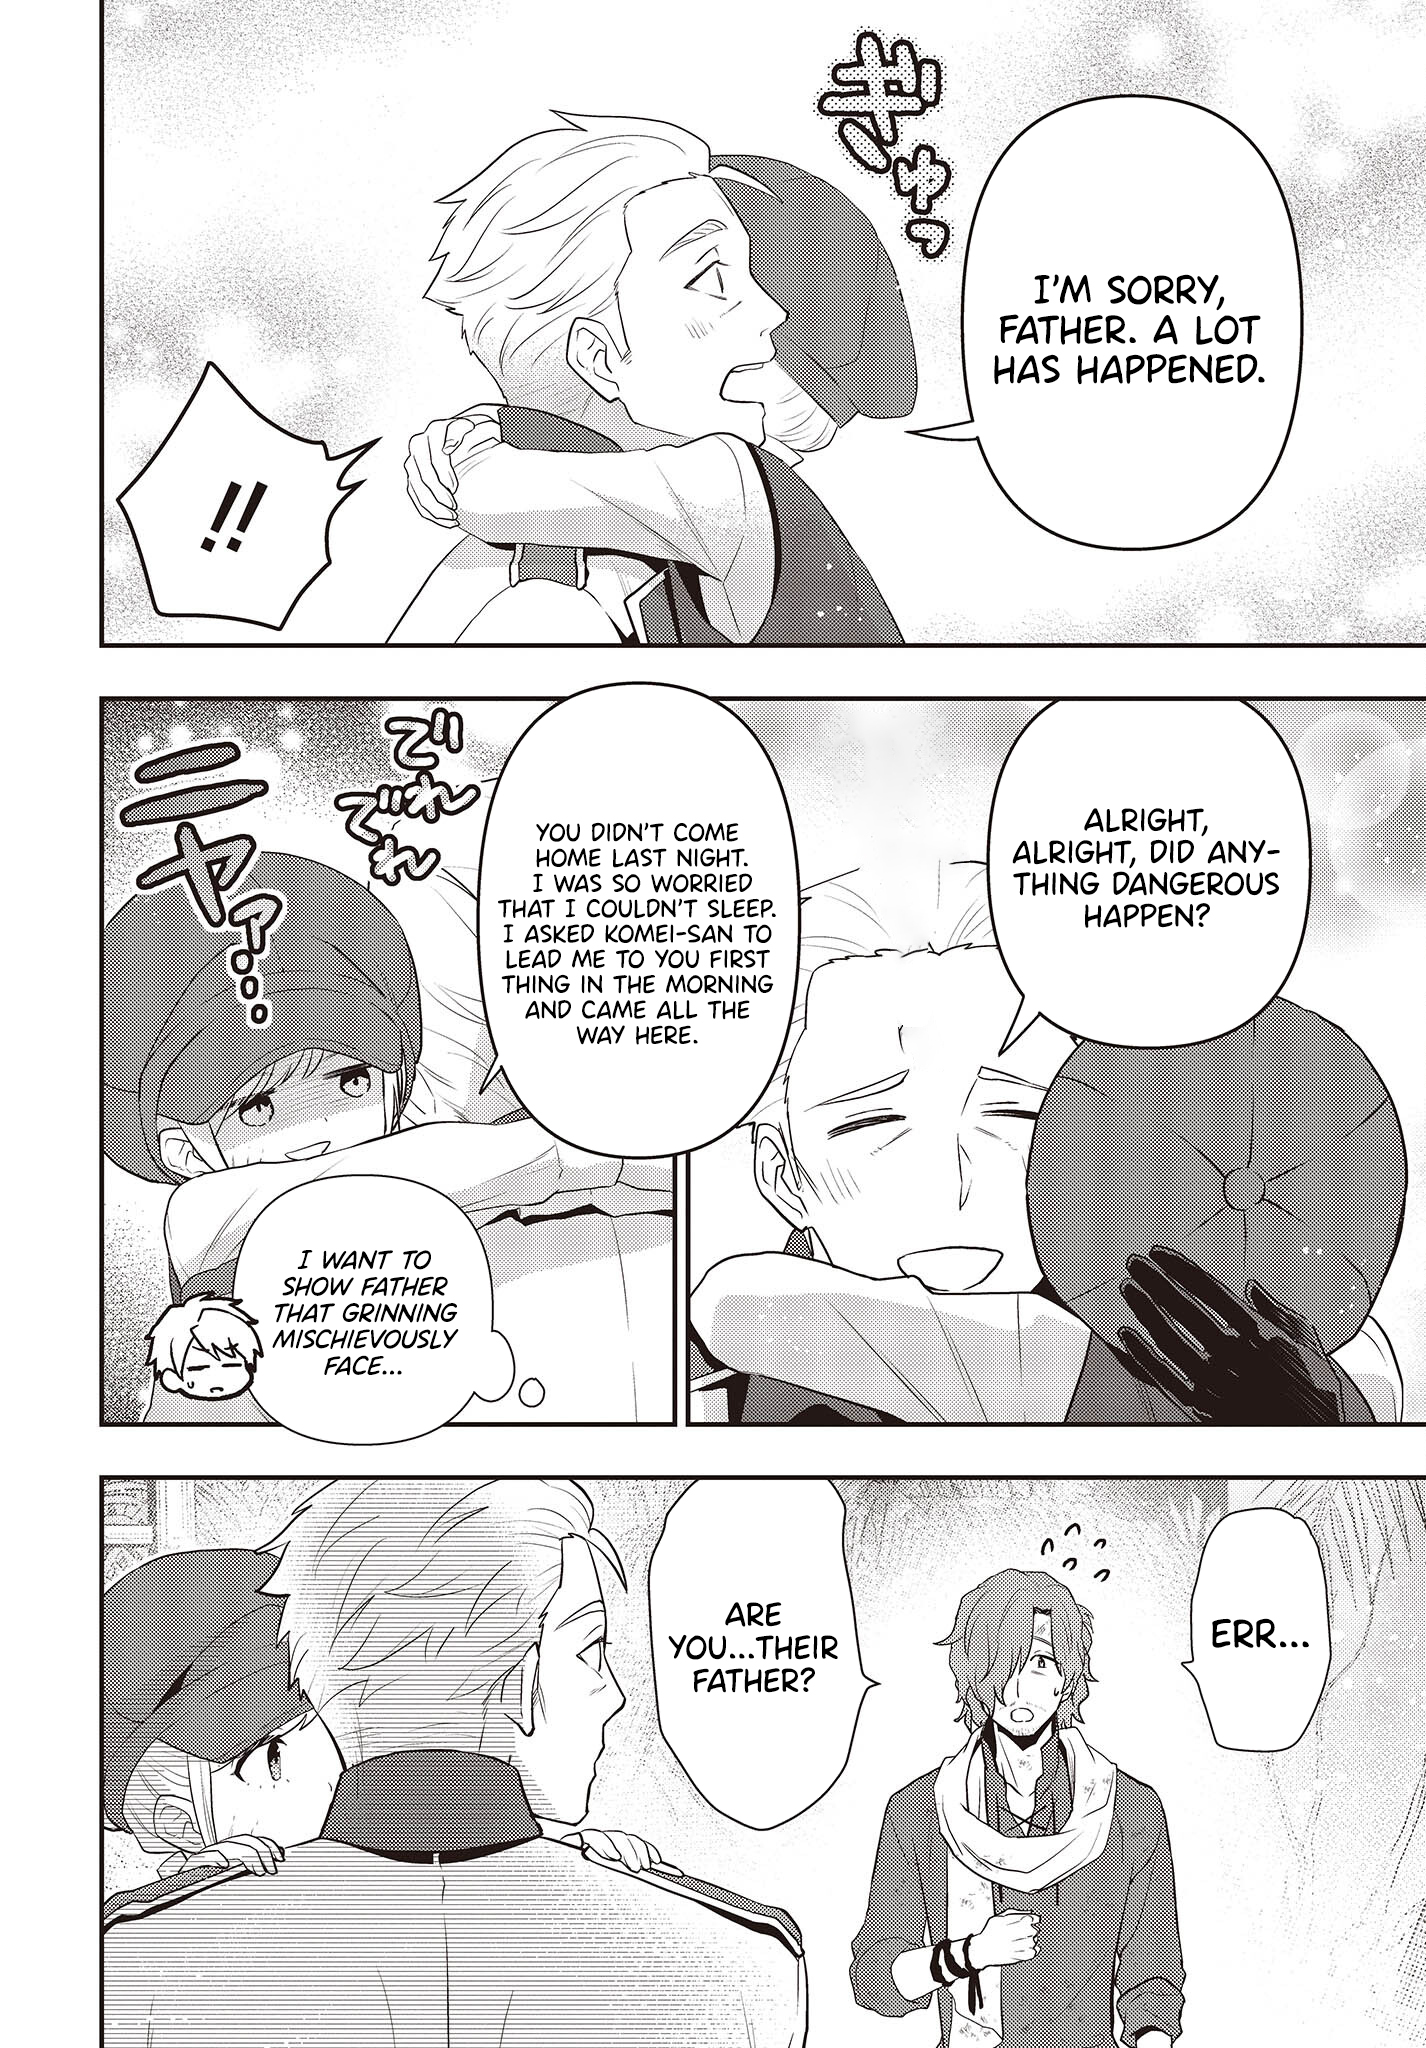 ギュッ
I'M SORRY,
FATHER. A LOT
HAS HAPPENED.
!!
ALRIGHT,
ALRIGHT, DID ANY-
THING DANGEROUS
HAPPEN?
YOU DIDN'T COME
HOME LAST NIGHT.
I WAS SO WORRIED
THAT I COULDN'T SLEEP.
I ASKED KOMEI-SAN TO
LEAD ME TO YOU FIRST
THING IN THE MORNING
AND CAME ALL THE
WAY HERE.
でれ
でれ
ニヤァ...
I WANT TO
SHOW FATHER
THAT GRINNING
MISCHIEVOUSLY
FACE...
ERR...
ARE
YOU...THEIR
FATHER?